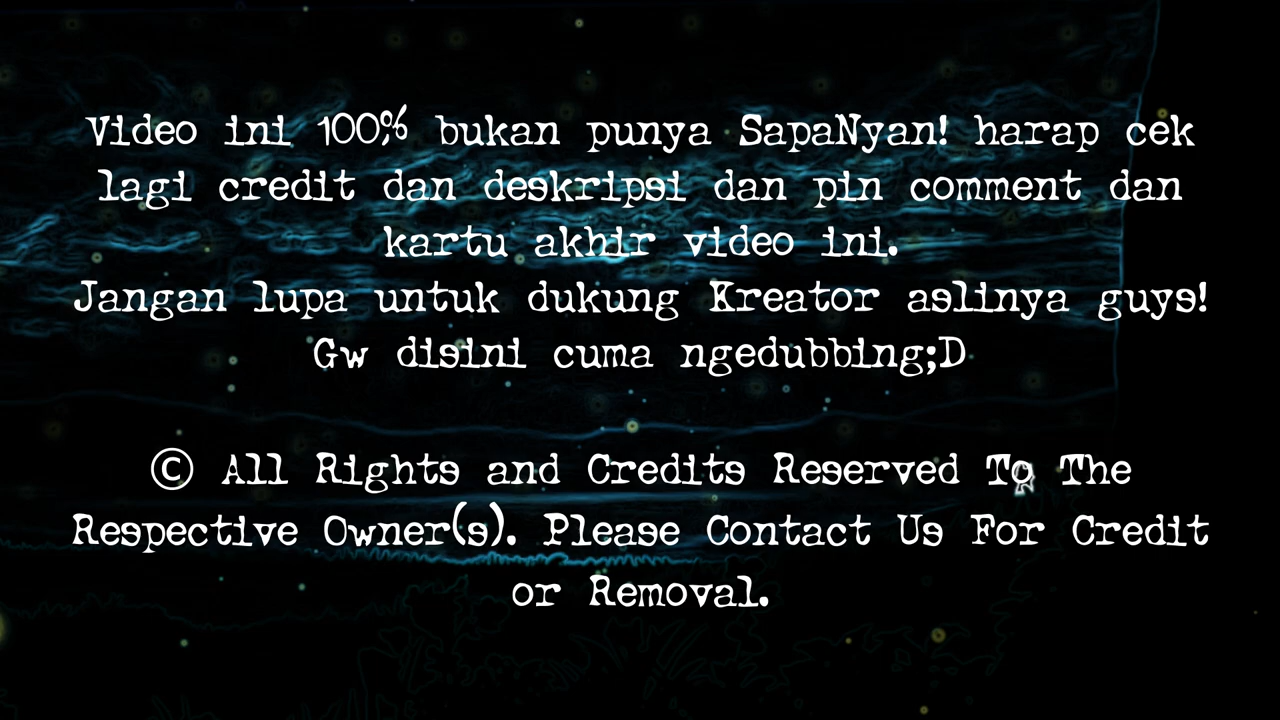 Video ini 100% bukan punya SapaNyan! harap cek
lagi credit dan deskripsi dan pin comment dan
kartu akhir video ini.
Jangan lupa untuk dukung Kreator aslinya guys!
Gw disini cuma ngedubbing;D
© All Rights and Credits Reserved To The
Respective Owner(s). Please Contact Us For Credit
or Removal.